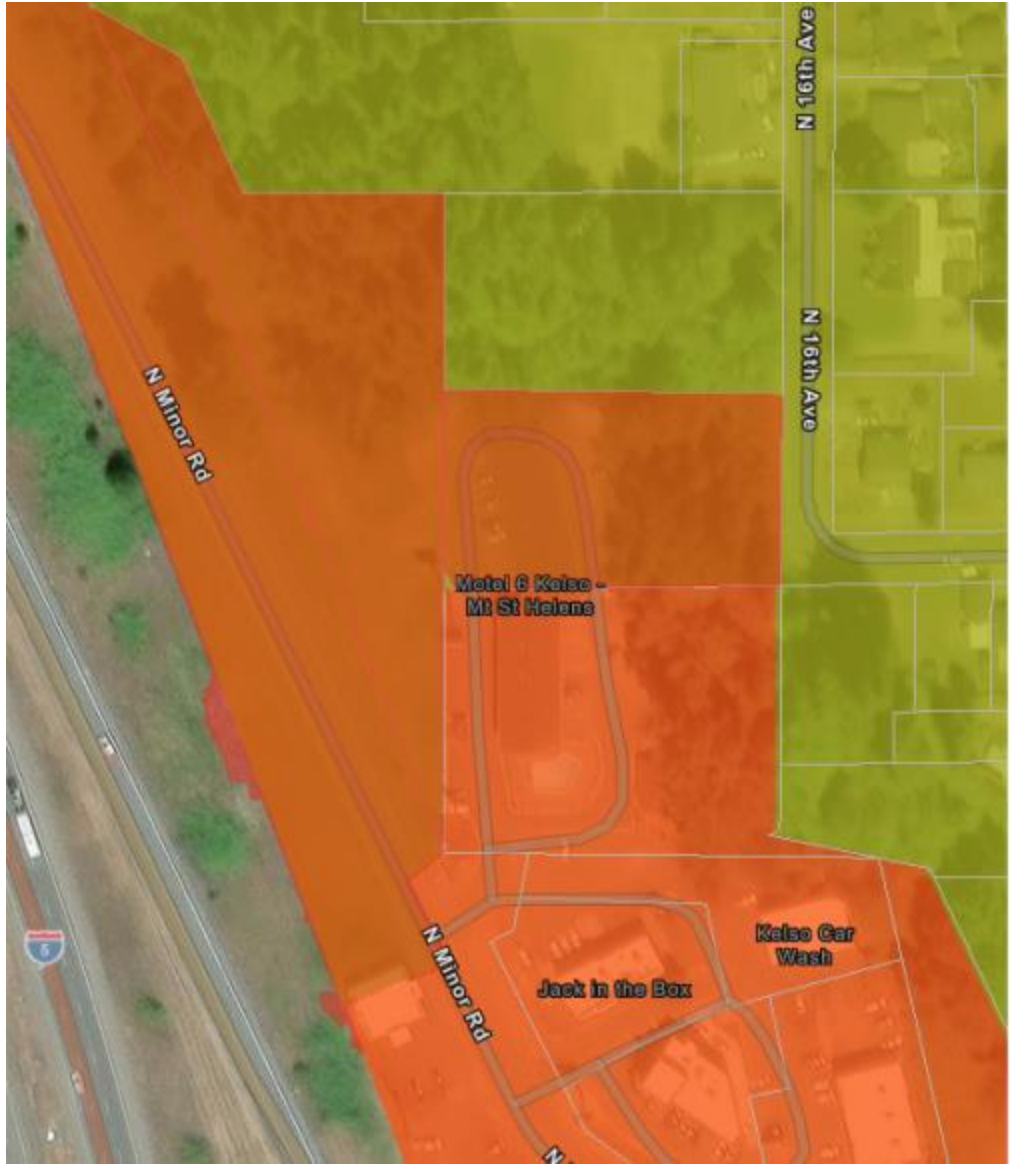 N 16th Ave
N 16th Ave
N Minor Rd
Motel 6 Kelso -
Mt St Helens
N Minor Rd
Kelso Car
Wash
Jack in the Box
5
N